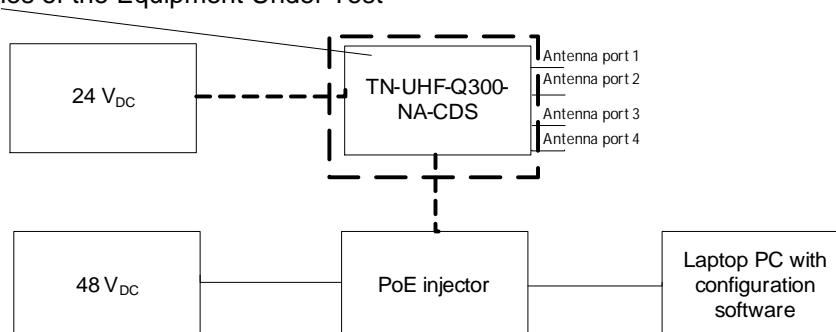 of the Equipment Under Test
Antenna port 1
Antenna port 2
Antenna port 3
Antenna port 4
24 V_DC
TN-UHF-Q300-
NA-CDS
48 V_DC
PoE injector
Laptop PC with
configuration
software